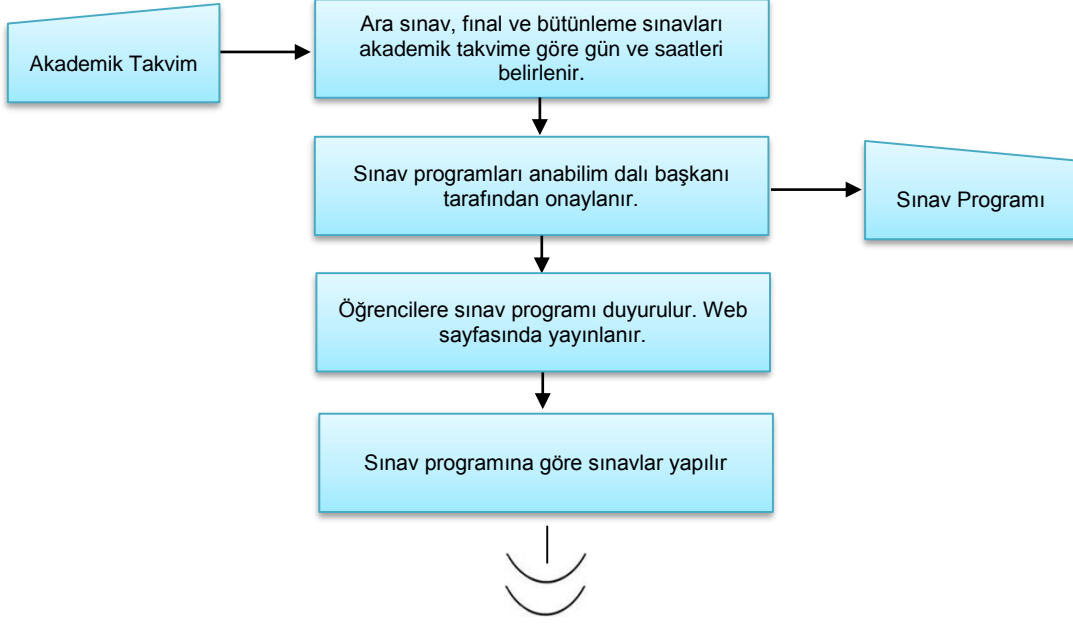 Akademik Takvim
Ara sınav, fınal ve bütünleme sınavları
akademik takvime göre gün ve saatleri
belirlenir.
Sınav programları anabilim dalı başkanı
tarafından onaylanır.
Sınav Programı
Öğrencilere sınav programı duyurulur. Web
sayfasında yayınlanır.
Sınav programına göre sınavlar yapılır